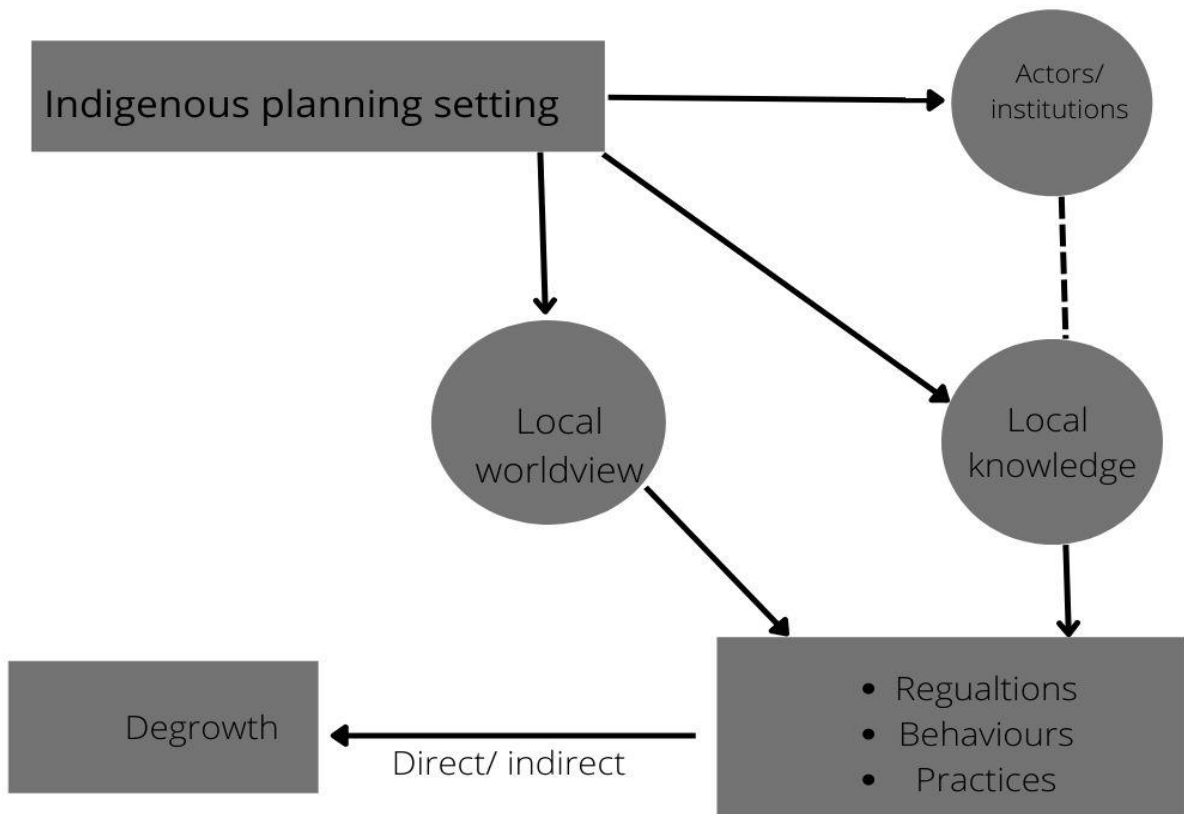 Indigenous planning setting
Actors/
institutions
Local
worldview
Local
knowledge
• Regualtions
• Behaviours
• Practices
Degrowth
Direct/ indirect